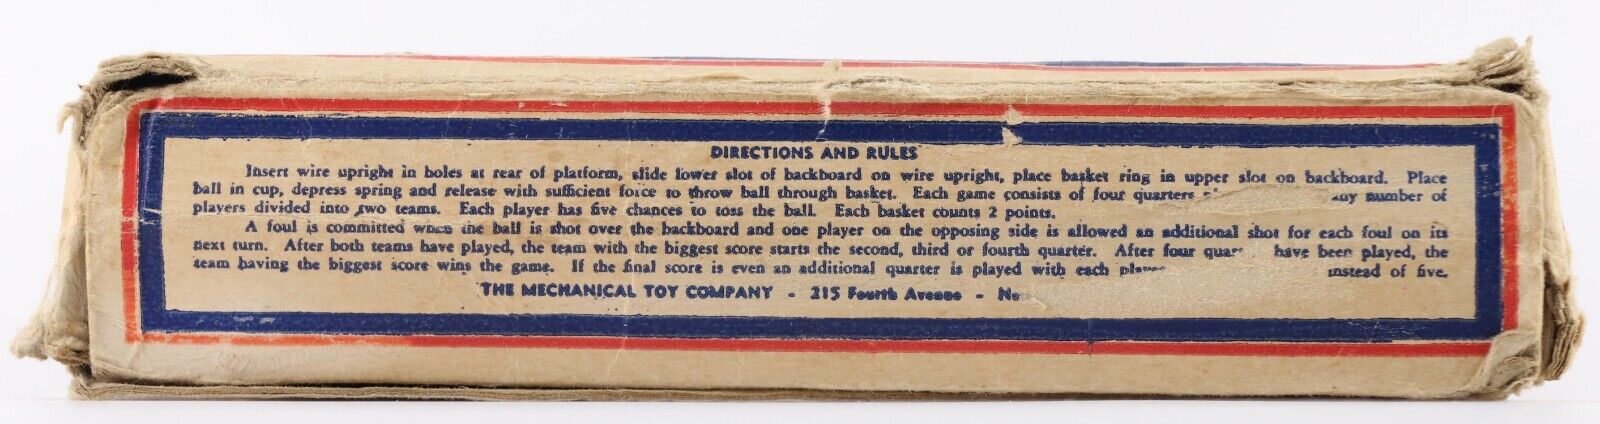 DIRECTIONS AND RULES
Insert wire upright in holes at rear of platform, slide lower slot of backboard on wire upright, place basket ring in upper slot on backboard. Place
ball in cup, depress spring and release with sufficient force to throw ball through basket. Each game consists of four quarters number of
players divided into two teams. Each player has five chances to toss the ball. Each basket counts 2 points.
A foul is committed when the ball is shot over the backboard and one player on the opposing side is allowed an additional shot for each foul on its
next turn. After both teams have played, the team with the biggest score starts the second, third or fourth quarter. After four have been played, the
team having the biggest score wins the game. If the final score is even an additional quarter is played with each instead of five.
THE MECHANICAL TOY COMPANY - 215 Fourth Avenue -